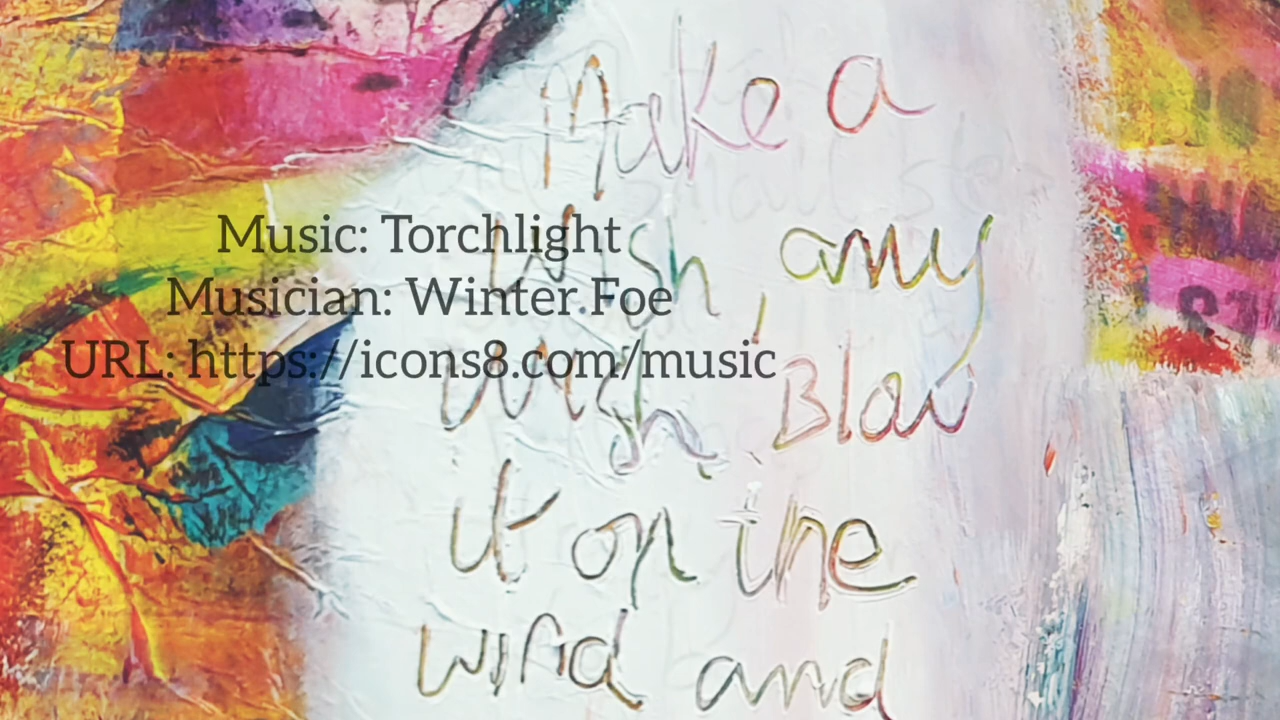 Make a
Wish, any
wish, Blow
it on the
wind and
Music: Torchlight
Musician: Winter Foe
URL: https://icons8.com/music